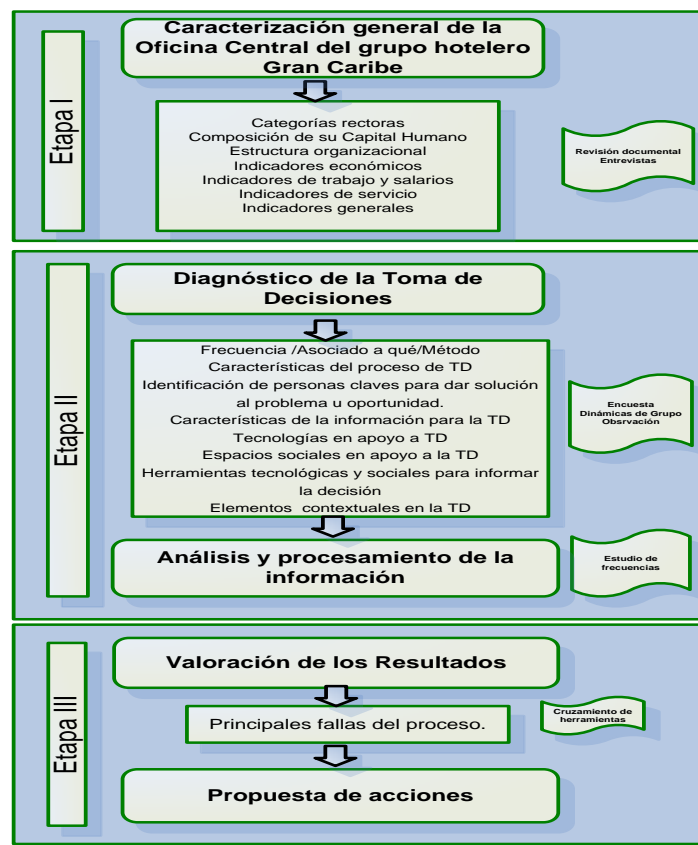 Etapa I
Caracterización general de la
Oficina Central del grupo hotelero
Gran Caribe
Categorías rectoras
Composición de su Capital Humano
Estructura organizacional
Indicadores económicos
Indicadores de trabajo y salarios
Indicadores de servicio
Indicadores generales
Revisión documental
Entrevistas
Etapa II
Diagnóstico de la Toma de
Decisiones
Frecuencia /Asociado a qué/Método
Características del proceso de TD
Identificación de personas claves para dar solución
al problema u oportunidad.
Características de la información para la TD
Tecnologías en apoyo a TD
Espacios sociales en apoyo a la TD
Herramientas tecnológicas y sociales para informar
la decisión
Elementos contextuales en la TD
Encuesta
Dinámicas de Grupo
Obsrvación
Análisis y procesamiento de la
información
Estudio de
frecuencias
Etapa III
Valoración de los Resultados
Principales fallas del proceso.
Cruzamiento de
herramientas
Propuesta de acciones